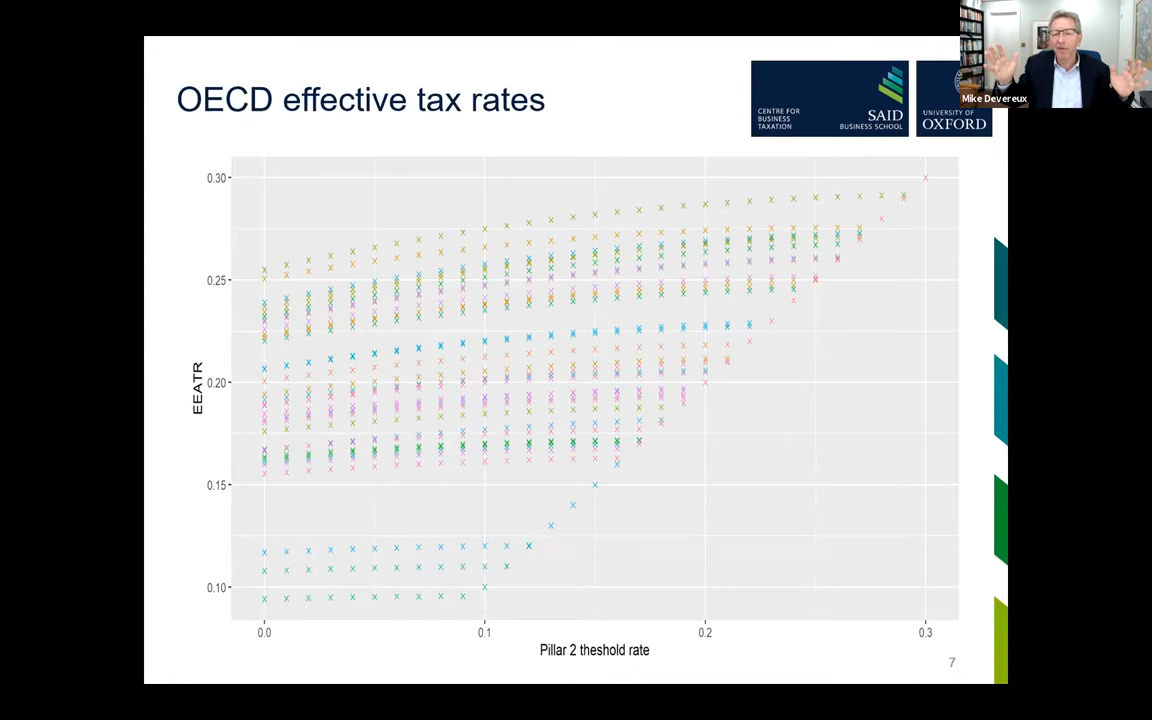 OECD effective tax rates
CENTRE FOR
BUSINESS
TAXATION
SAID
BUSINESS SCHOOL
UNIVERSITY OF
OXFORD
Mike Devereux
0.30
0.25
0.20
0.15
0.10
EEATR
0.0
0.1
0.2
0.3
Pillar 2 theshold rate
7